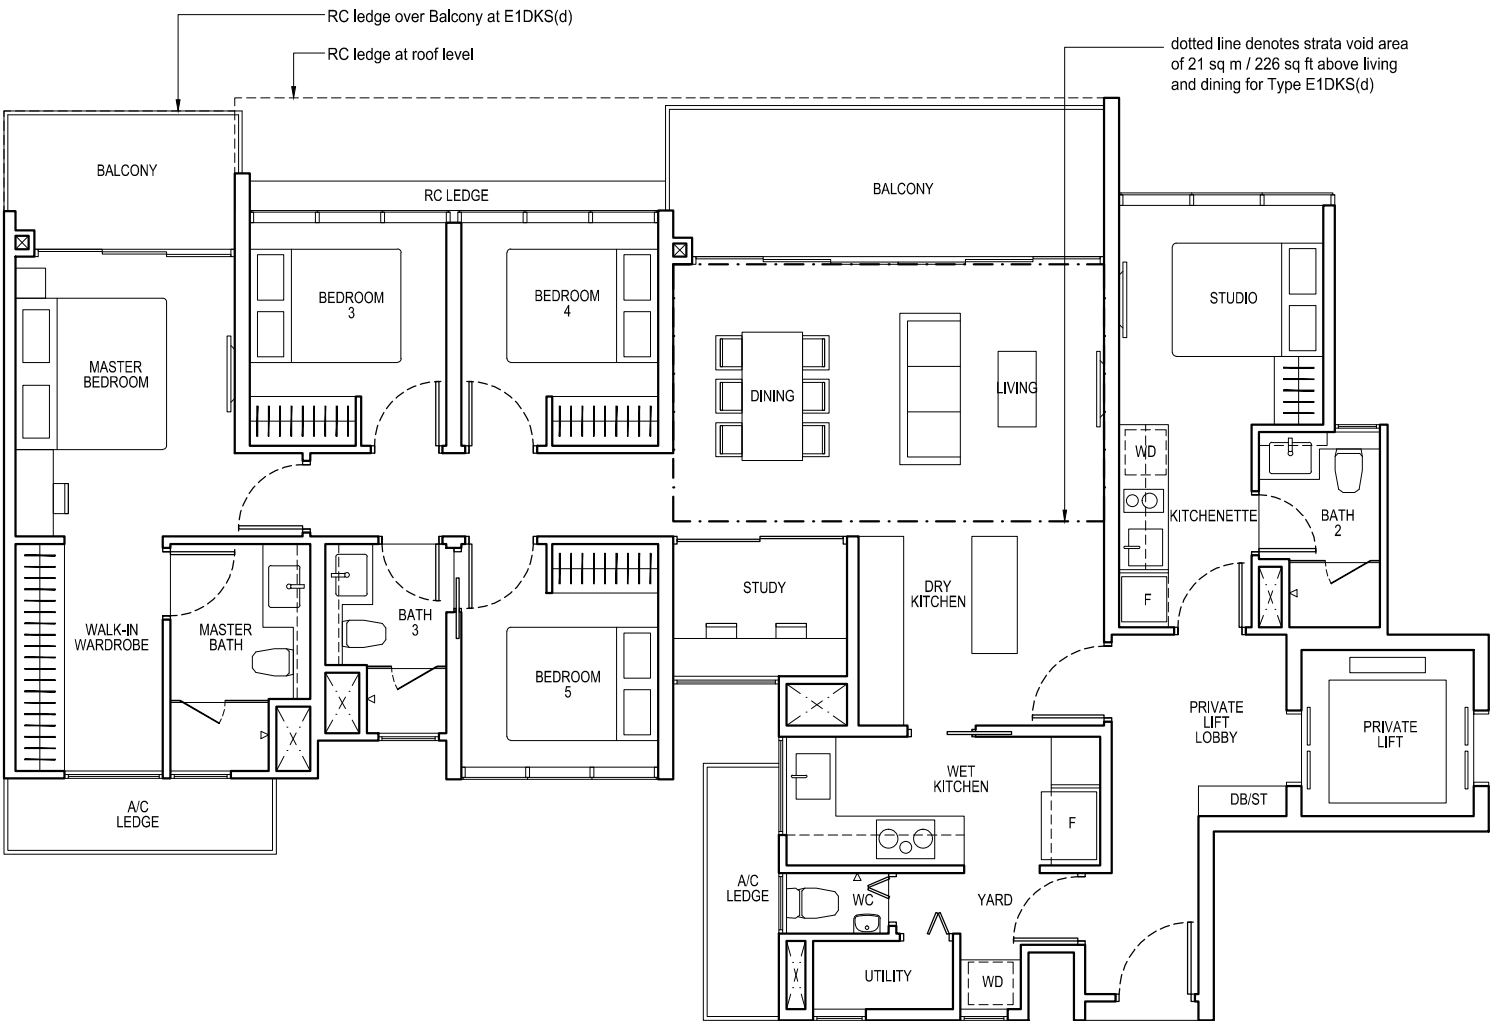 RC ledge over Balcony at E1DKS(d)
RC ledge at roof level
dotted line denotes strata void area
of 21 sq m / 226 sq ft above living
and dining for Type E1DKS(d)
BALCONY
RC LEDGE
BALCONY
BEDROOM
3
BEDROOM
4
STUDIO
MASTER
BEDROOM
DINING
LIVING
WD
KITCHENETTE
BATH
2
F
X
STUDY
DRY
KITCHEN
WALK-IN
WARDROBE
MASTER
BATH
BATH
3
BEDROOM
5
X
X
X
PRIVATE
LIFT
LOBBY
PRIVATE
LIFT
WET
KITCHEN
DB/ST
A/C
LEDGE
F
A/C
LEDGE
WC
YARD
X
UTILITY
WD